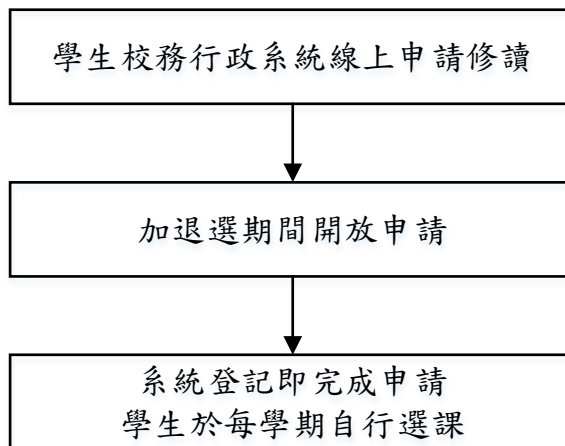 學生校務行政系統線上申請修讀
加退選期間開放申請
系統登記即完成申請
學生於每學期自行選課